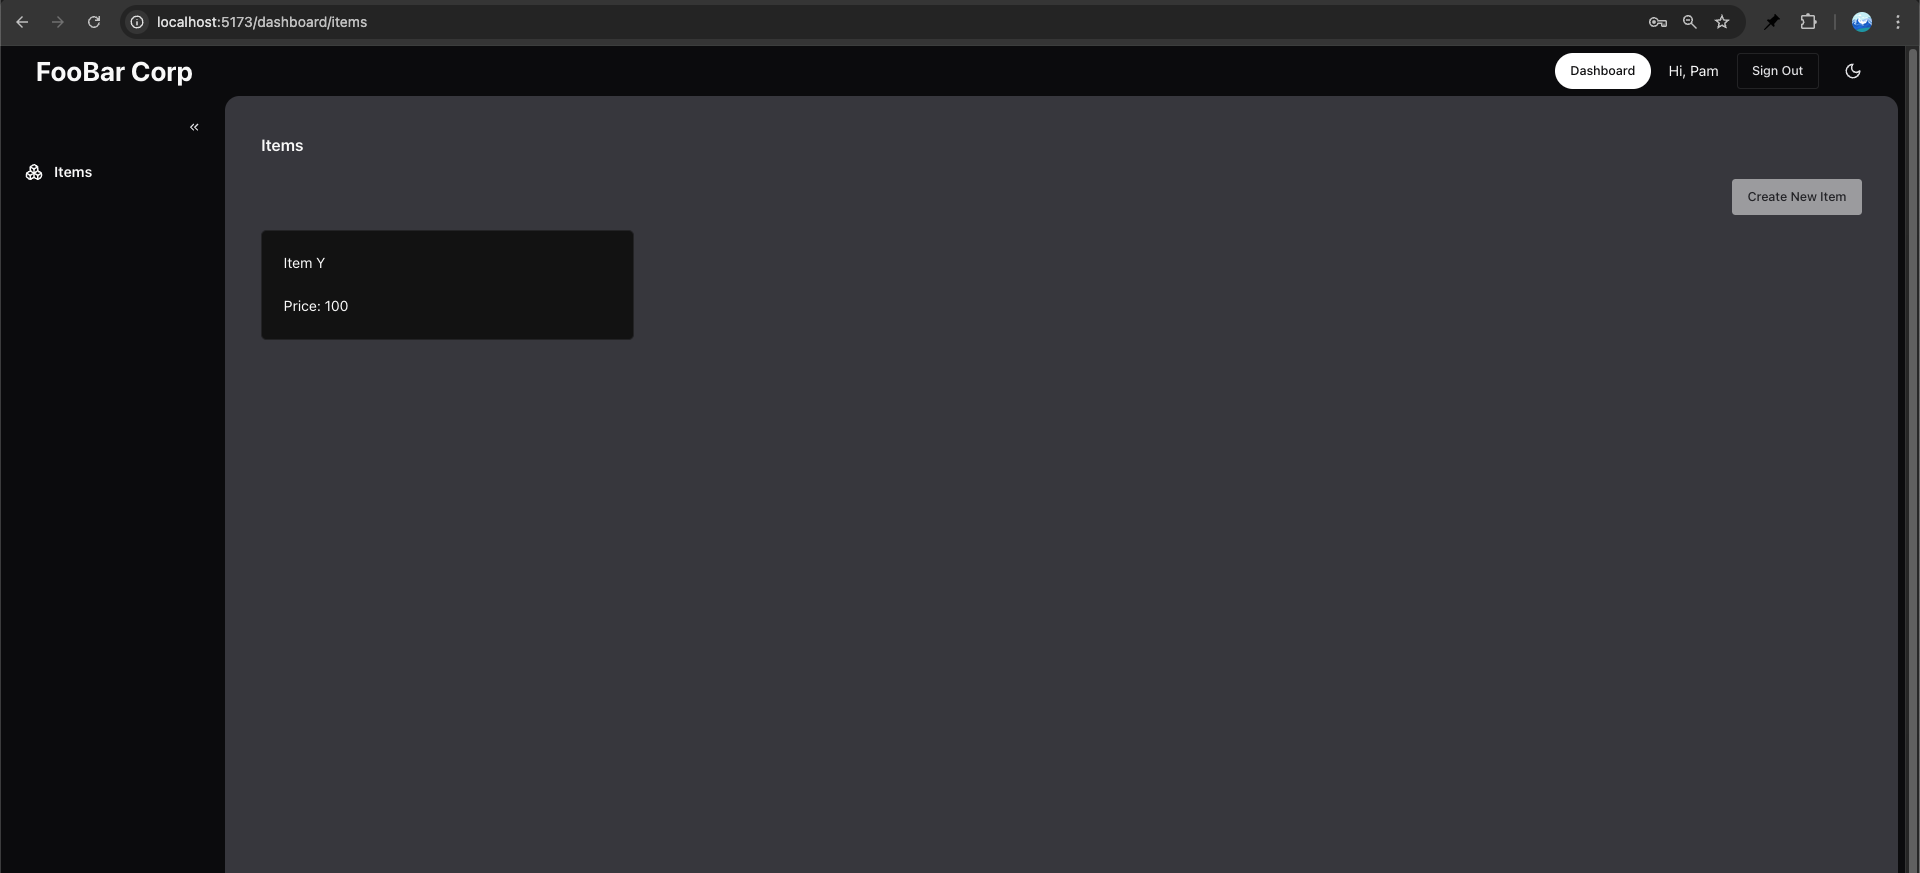 localhost:5173/dashboard/items
FooBar Corp
Dashboard
Hi, Pam
Sign Out
Items
Items
Create New Item
Item Y
Price: 100